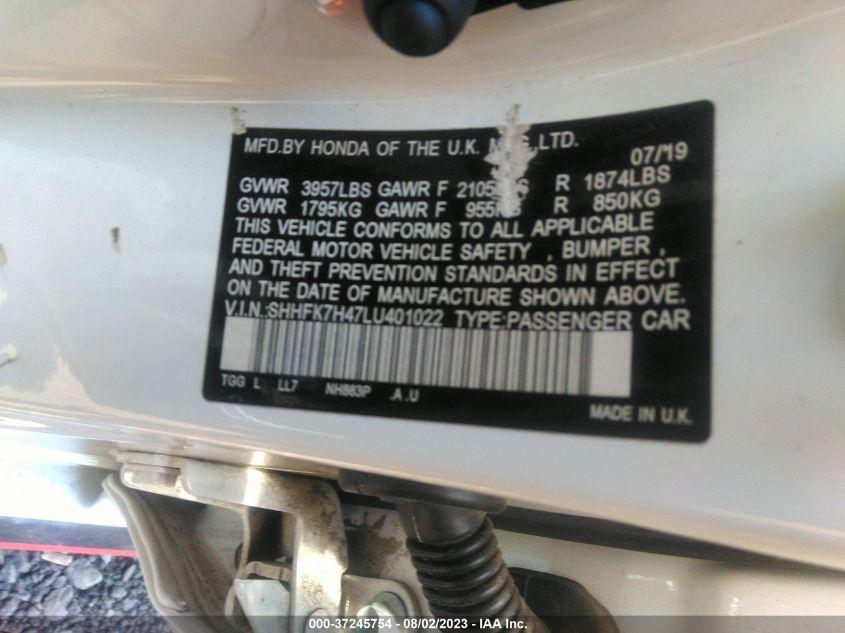 MFD.BY HONDA OF THE U.K. LTD.
07/'19
GVWR 3957LBS GAWR F 2105 R 1874LBS
GVWR 1795KG GAWR F 955KG R 850KG
THIS VEHICLE CONFORMS TO ALL APPLICABLE
FEDERAL MOTOR VEHICLE SAFETY , BUMPER ,
AND THEFT PREVENTION STANDARDS IN EFFECT
ON THE DATE OF MANUFACTURE SHOWN ABOVE.
V.I.N.:SHHFK7H47LU401022 TYPE:PASSENGER CAR
TGG L LL7 NH883P .A .U
MADE IN U.K.
000-37245754 - 08/02/2023 - IAA Inc.